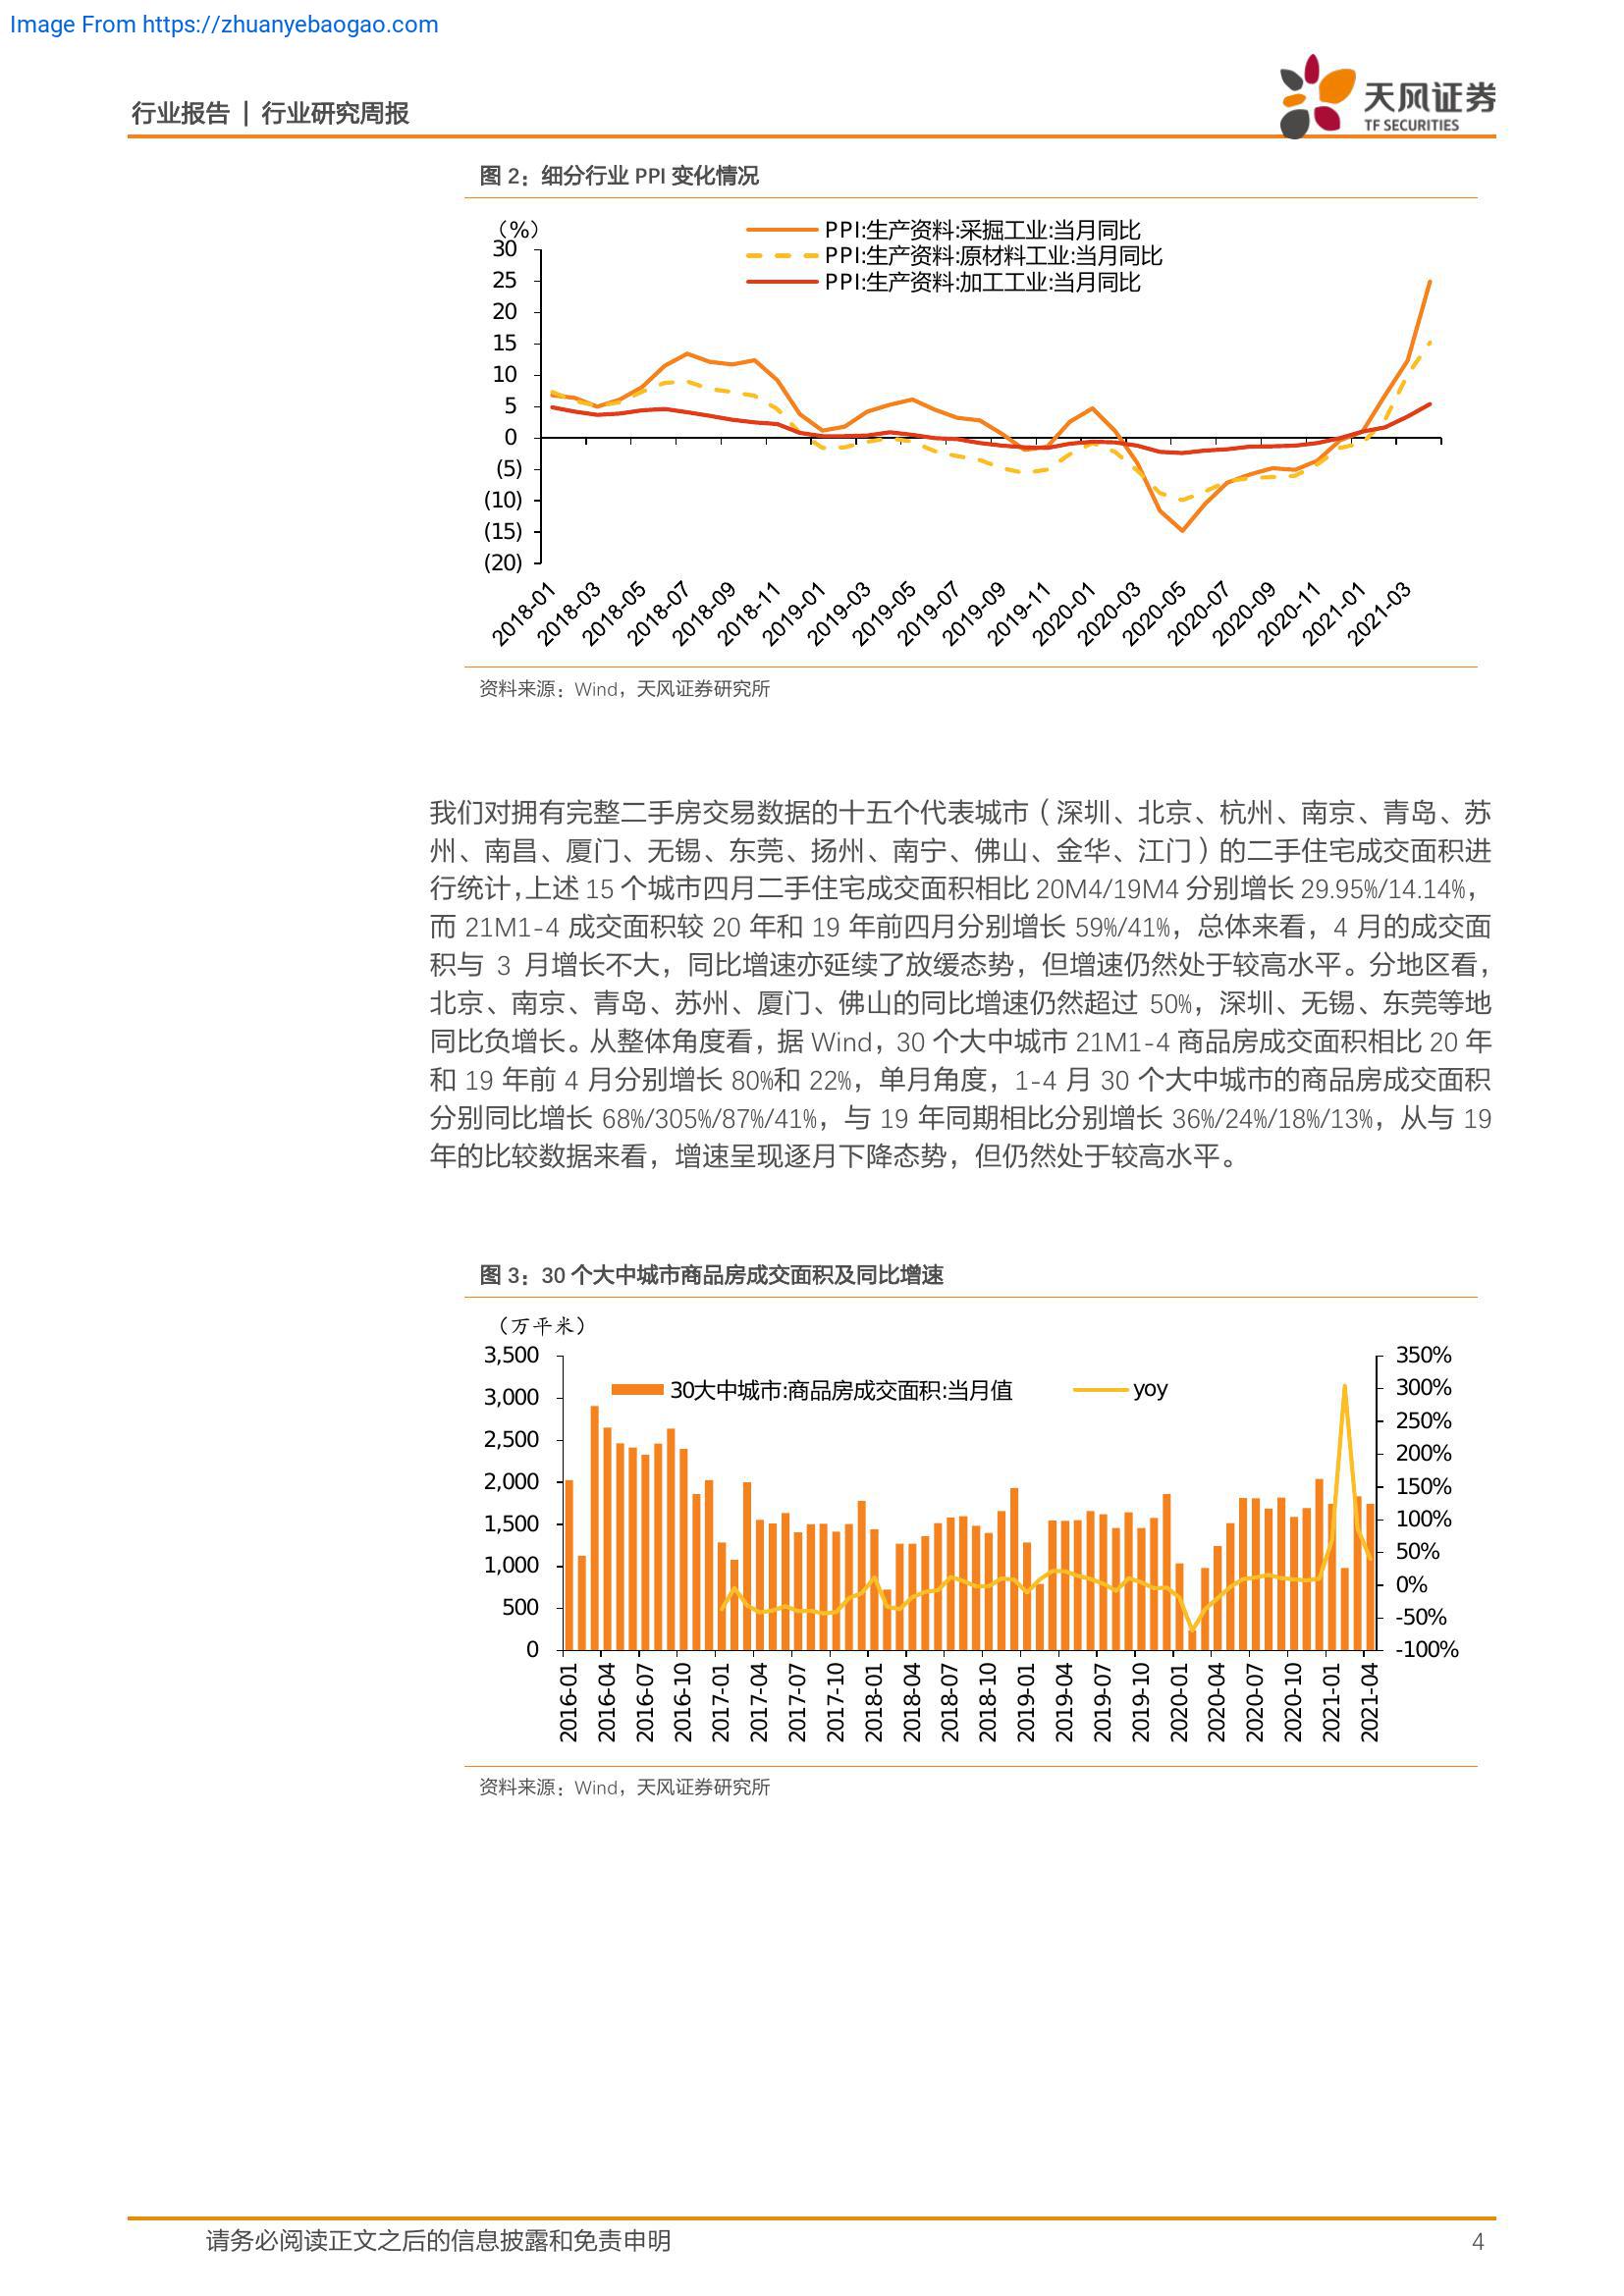 Image From https://zhuanyebaogao.com
行业报告 | 行业研究周报
天风证券
TF SECURITIES
图 2：细分行业 PPI 变化情况
（%）
PPI:生产资料:采掘工业:当月同比
PPI:生产资料:原材料工业:当月同比
PPI:生产资料:加工工业:当月同比
30
25
20
15
10
5
0
(5)
(10)
(15)
(20)
2018-01
2018-03
2018-05
2018-07
2018-09
2018-11
2019-01
2019-03
2019-05
2019-07
2019-09
2019-11
2020-01
2020-03
2020-05
2020-07
2020-09
2020-11
2021-01
2021-03
资料来源：Wind，天风证券研究所
我们对拥有完整二手房交易数据的十五个代表城市（深圳、北京、杭州、南京、青岛、苏
州、南昌、厦门、无锡、东莞、扬州、南宁、佛山、金华、江门）的二手住宅成交面积进
行统计，上述 15 个城市四月二手住宅成交面积相比 20M4/19M4 分别增长 29.95%/14.14%，
而 21M1-4 成交面积较 20 年和 19 年前四月分别增长 59%/41%，总体来看，4 月的成交面
积与 3 月增长不大，同比增速亦延续了放缓态势，但增速仍然处于较高水平。分地区看，
北京、南京、青岛、苏州、厦门、佛山的同比增速仍然超过 50%，深圳、无锡、东莞等地
同比负增长。从整体角度看，据 Wind，30 个大中城市 21M1-4 商品房成交面积相比 20 年
和 19 年前 4 月分别增长 80%和 22%，单月角度，1-4 月 30 个大中城市的商品房成交面积
分别同比增长 68%/305%/87%/41%，与 19 年同期相比分别增长 36%/24%/18%/13%，从与 19
年的比较数据来看，增速呈现逐月下降态势，但仍然处于较高水平。
图 3：30 个大中城市商品房成交面积及同比增速
（万平米）
30大中城市:商品房成交面积:当月值
yoy
3,500
3,000
2,500
2,000
1,500
1,000
500
0
350%
300%
250%
200%
150%
100%
50%
0%
-50%
-100%
2016-01
2016-04
2016-07
2016-10
2017-01
2017-04
2017-07
2017-10
2018-01
2018-04
2018-07
2018-10
2019-01
2019-04
2019-07
2019-10
2020-01
2020-04
2020-07
2020-10
2021-01
2021-04
资料来源：Wind，天风证券研究所
请务必阅读正文之后的信息披露和免责申明
4